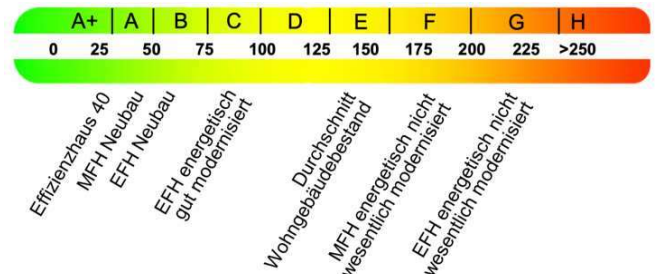 A+ A B C D E F G H
0 25 50 75 100 125 150 175 200 225 >250
Effizienzhaus 40
MFH Neubau
EFH Neubau
EFH energetisch
gut modernisiert
Durchschnitt
Wohngebäudebestand
MFH energetisch nicht
wesentlich modernisiert
EFH energetisch nicht
wesentlich modernisiert